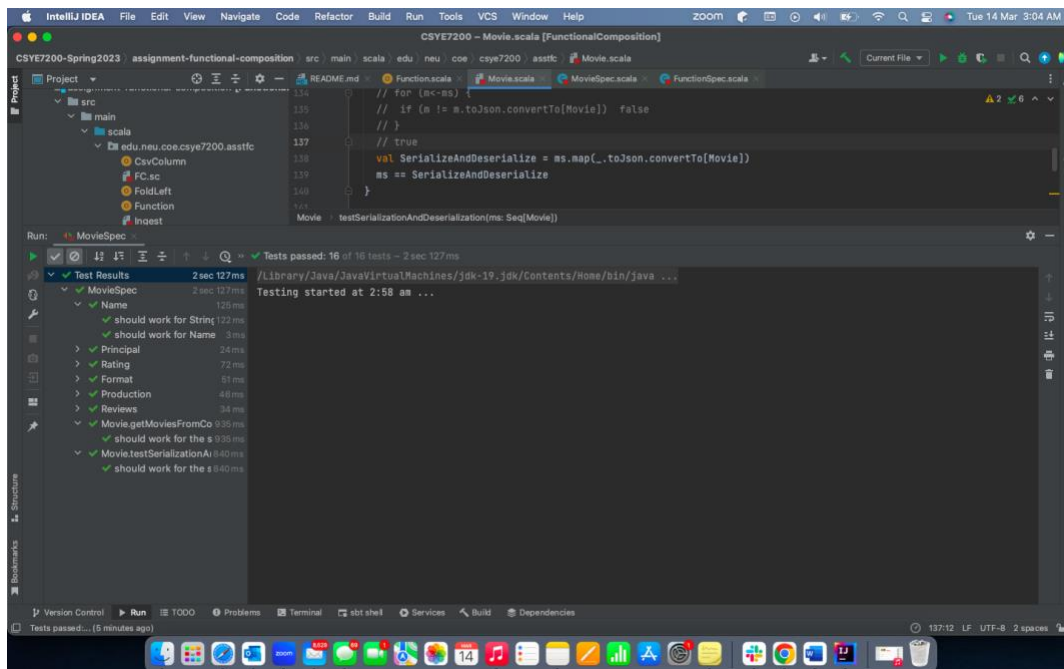 IntelliJ IDEA File Edit View Navigate Code Refactor Build Run Tools VCS Window Help zoom Tue 14 Mar 3:04 AM
CSYE7200 – Movie.scala [FunctionalComposition]
CSYE7200-Spring2023 assignment-functional-composition src main scala edu neu coe csye7200 asstfc Movie.scala Current File
Project README.md Function.scala Movie.scala MovieSpec.scala FunctionSpec.scala
src
main
scala
edu.neu.coe.csye7200.asstfc
CsvColumn
FC.sc
FoldLeft
Function
Ingest
134 // for (m<-ms) {
135 // if (m != m.toJson.convertTo[Movie]) false
136 // }
137 // true
138 val SerializeAndDeserialize = ms.map(_.toJson.convertTo[Movie])
139 ms == SerializeAndDeserialize
140 }
2 6
Movie testSerializationAndDeserialization(ms: Seq[Movie])
Run: MovieSpec
Tests passed: 16 of 16 tests – 2 sec 127 ms
Test Results 2 sec 127 ms
MovieSpec 2 sec 127 ms
Name 125 ms
should work for String 122 ms
should work for Name 3 ms
Principal 24 ms
Rating 72 ms
Format 51 ms
Production 46 ms
Reviews 34 ms
Movie.getMoviesFromCo 935 ms
should work for the s 935 ms
Movie.testSerializationAn 840 ms
should work for the s 840 ms
/Library/Java/JavaVirtualMachines/jdk-19.jdk/Contents/Home/bin/java ...
Testing started at 2:58 am ...
Project
Structure
Bookmarks
Version Control Run TODO Problems Terminal sbt shell Services Build Dependencies
Tests passed:... (5 minutes ago) 137:12 LF UTF-8 2 spaces
zoom 14